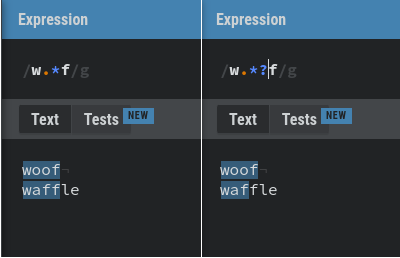 Expression
/w.*f/g
Text Tests NEW
woof¬
waffle
Expression
/w.*?f/g
Text Tests NEW
woof¬
waffle